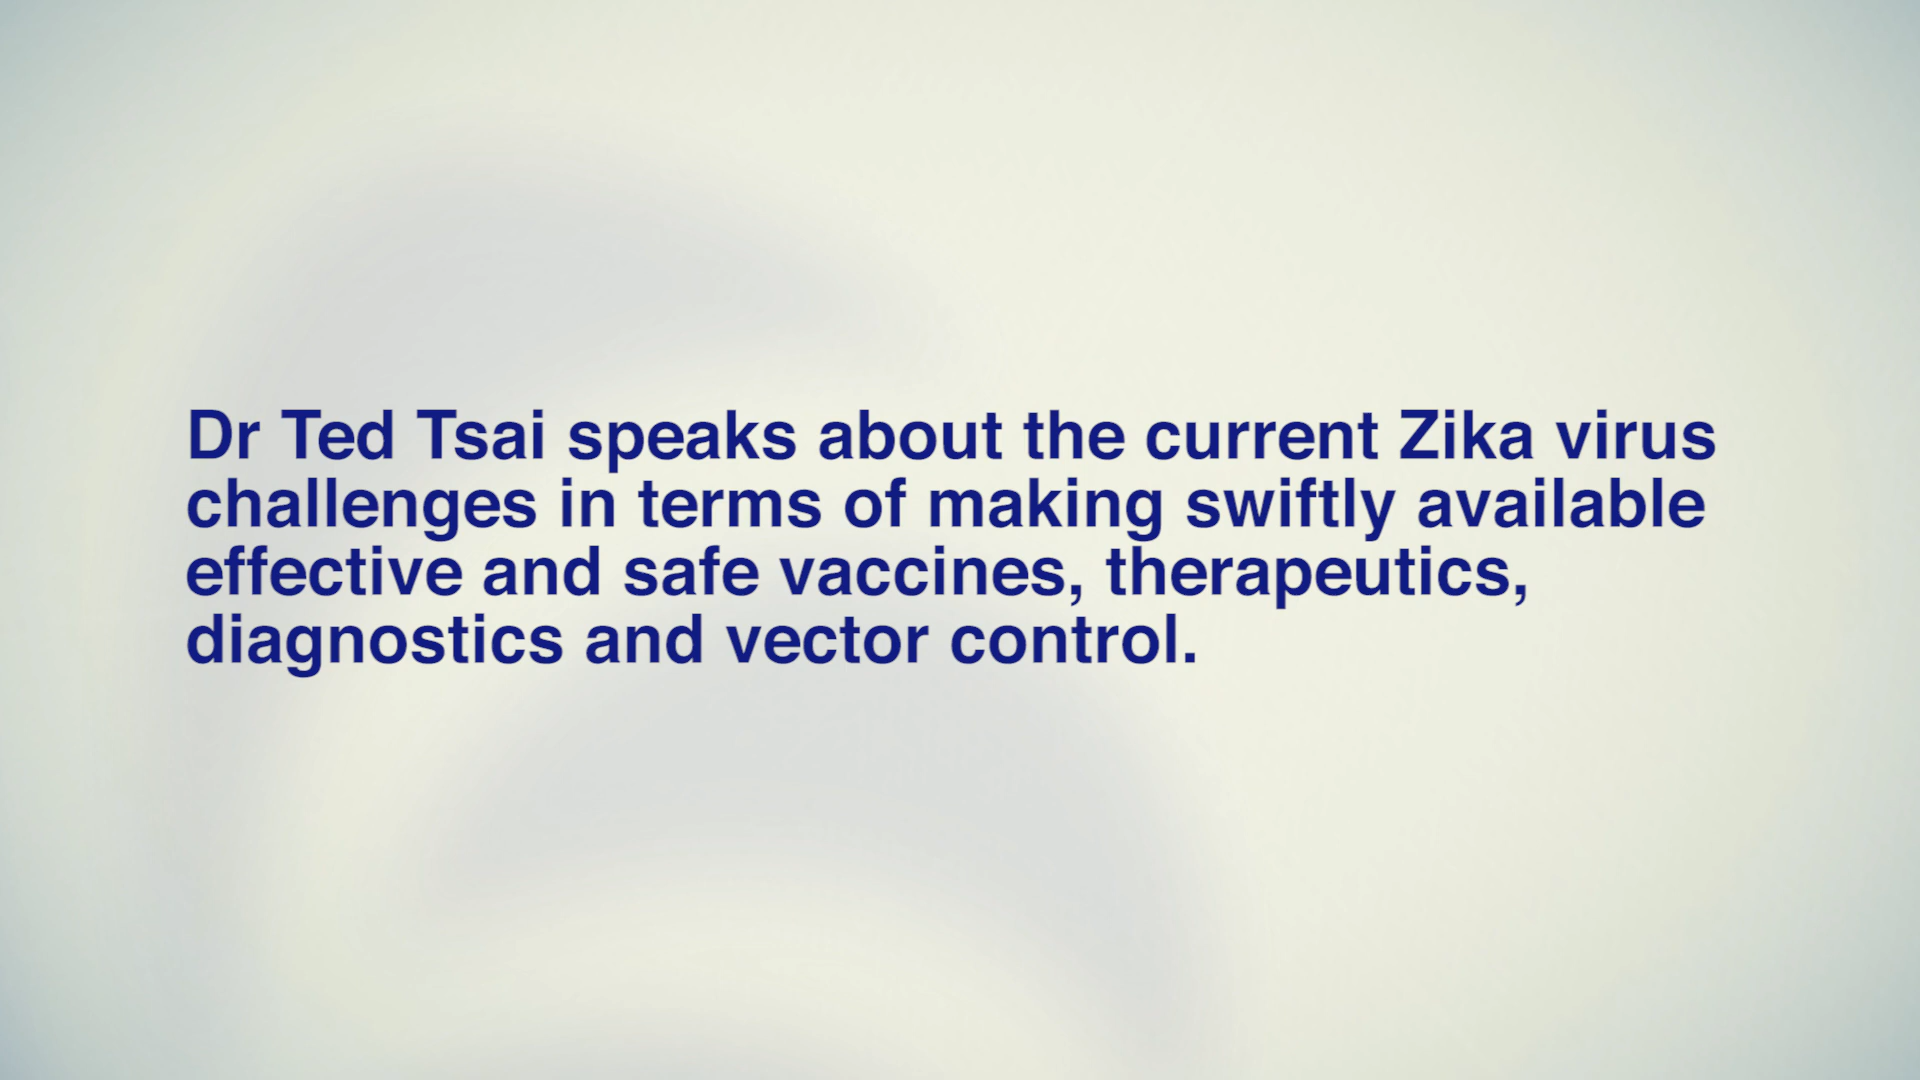 Dr Ted Tsai speaks about the current Zika virus
challenges in terms of making swiftly available
effective and safe vaccines, therapeutics,
diagnostics and vector control.